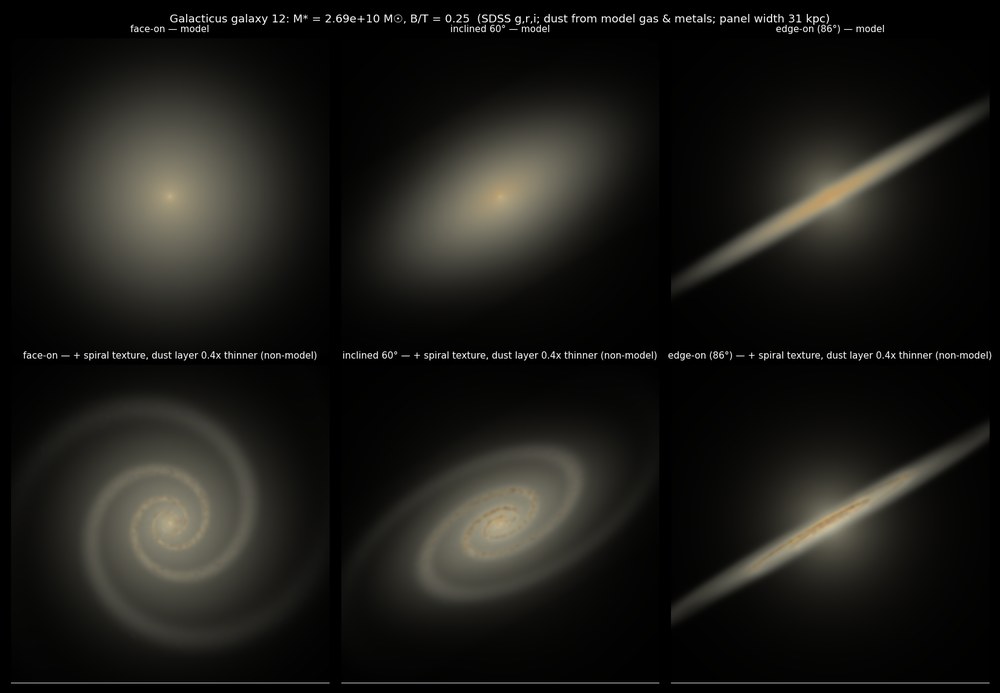 Galacticus galaxy 12: M* = 2.69e+10 M☉, B/T = 0.25  (SDSS g,r,i; dust from model gas & metals; panel width 31 kpc)
face-on — model
inclined 60° — model
edge-on (86°) — model
face-on — + spiral texture, dust layer 0.4x thinner (non-model)
inclined 60° — + spiral texture, dust layer 0.4x thinner (non-model)
edge-on (86°) — + spiral texture, dust layer 0.4x thinner (non-model)